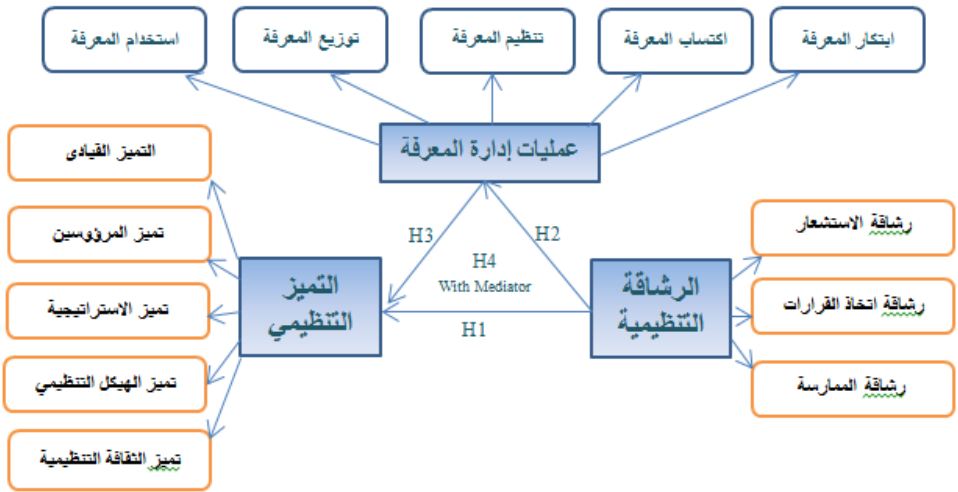 ابتكار المعرفة
اكتساب المعرفة
تنظيم المعرفة
توزيع المعرفة
استخدام المعرفة
عمليات إدارة المعرفة
رشاقة الاستشعار
رشاقة اتخاذ القرارات
رشاقة الممارسة
الرشاقة
التنظيمية
H2
H3
H4
With Mediator
H1
التميز
التنظيمي
التميز القيادى
تميز المرؤوسين
تميز الاستراتيجية
تميز الهيكل التنظيمي
تميز الثقافة التنظيمية